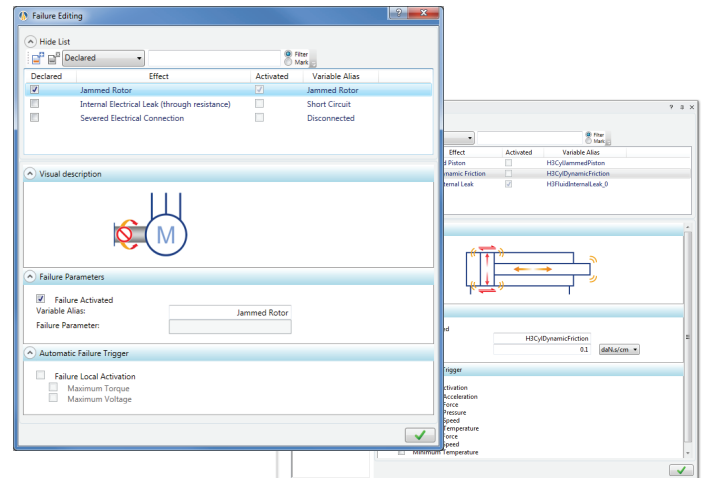 Failure Editing
?
x
Hide List
Declared
Filter
Mark
Declared Effect Activated Variable Alias
Jammed Rotor Jammed Rotor
Internal Electrical Leak (through resistance) Short Circuit
Severed Electrical Connection Disconnected
Visual description
M
Failure Parameters
Failure Activated
Variable Alias: Jammed Rotor
Failure Parameter:
Automatic Failure Trigger
Failure Local Activation
Maximum Torque
Maximum Voltage
?
x
Filter
Mark
Effect Activated Variable Alias
d Piston H3CylJammedPiston
namic Friction H3CylDynamicFriction
ternal Leak H3FluidInternalLeak_0
ed
H3CylDynamicFriction
0.1 daN.s/cm
Trigger
ctivation
Acceleration
Force
Pressure
Speed
Temperature
Force
Speed
Minimum Temperature